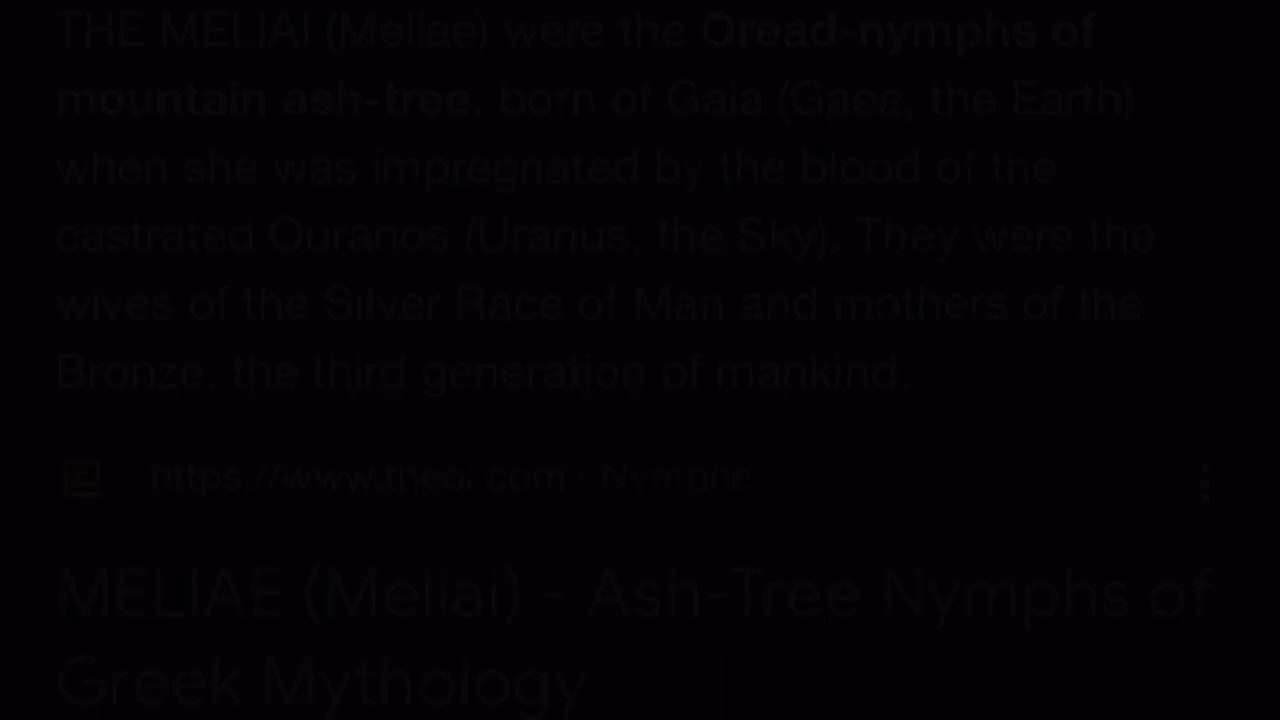 THE MELIAI (Meliae) were the Oread-nymphs of
mountain ash-tree, born of Gaia (Gaea, the Earth)
when she was impregnated by the blood of the
castrated Ouranos (Uranus, the Sky). They were the
wives of the Silver Race of Man and mothers of the
Bronze, the third generation of mankind.
https://www.theoi.com · Nymphe
MELIAE (Meliai) - Ash-Tree Nymphs of
Greek Mythology